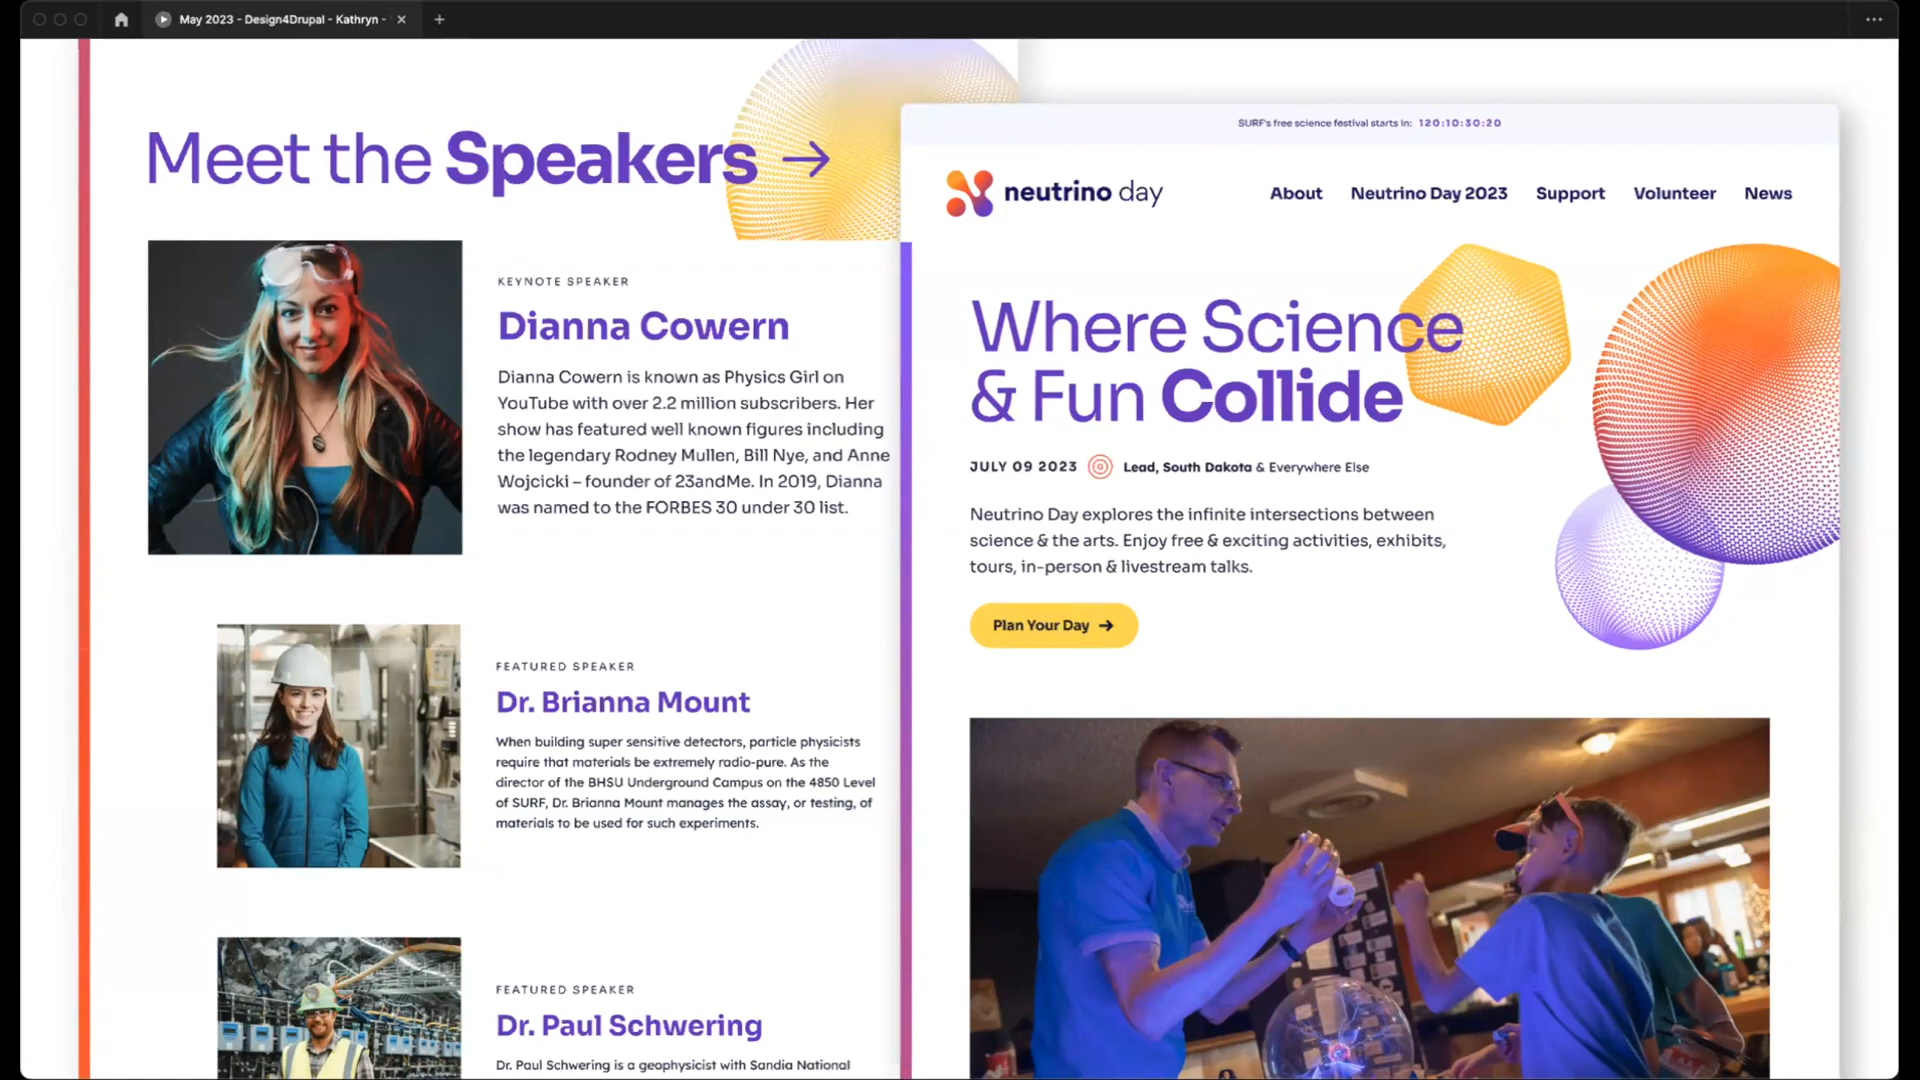 May 2023 - Design4Drupal - Kathryn -
Meet the Speakers →
KEYNOTE SPEAKER
Dianna Cowern
Dianna Cowern is known as Physics Girl on
YouTube with over 2.2 million subscribers. Her
show has featured well known figures including
the legendary Rodney Mullen, Bill Nye, and Anne
Wojcicki – founder of 23andMe. In 2019, Dianna
was named to the FORBES 30 under 30 list.
FEATURED SPEAKER
Dr. Brianna Mount
When building super sensitive detectors, particle physicists
require that materials be extremely radio-pure. As the
director of the BHSU Underground Campus on the 4850 Level
of SURF, Dr. Brianna Mount manages the assay, or testing, of
materials to be used for such experiments.
FEATURED SPEAKER
Dr. Paul Schwering
Dr. Paul Schwering is a geophysicist with Sandia National
SURF's free science festival starts in: 120:10:30:20
neutrino day
About Neutrino Day 2023 Support Volunteer News
Where Science
& Fun Collide
JULY 09 2023 Lead, South Dakota & Everywhere Else
Neutrino Day explores the infinite intersections between
science & the arts. Enjoy free & exciting activities, exhibits,
tours, in-person & livestream talks.
Plan Your Day →